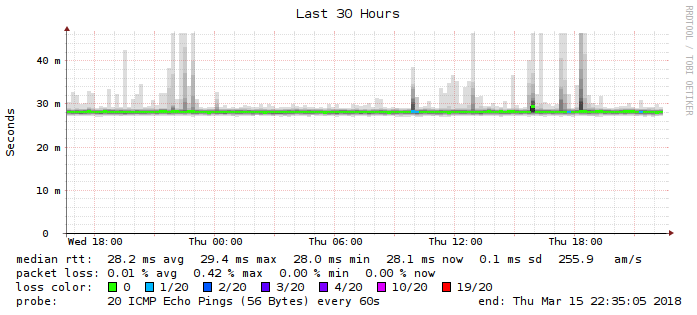 Last 30 Hours
RRDTOOL / TOBI OETIKER
Seconds
40 m
30 m
20 m
10 m
0
Wed 18:00 Thu 00:00 Thu 06:00 Thu 12:00 Thu 18:00
median rtt: 28.2 ms avg 29.4 ms max 28.0 ms min 28.1 ms now 0.1 ms sd 255.9 am/s
packet loss: 0.01 % avg 0.42 % max 0.00 % min 0.00 % now
loss color: 0 1/20 2/20 3/20 4/20 10/20 19/20
probe: 20 ICMP Echo Pings (56 Bytes) every 60s end: Thu Mar 15 22:35:05 2018